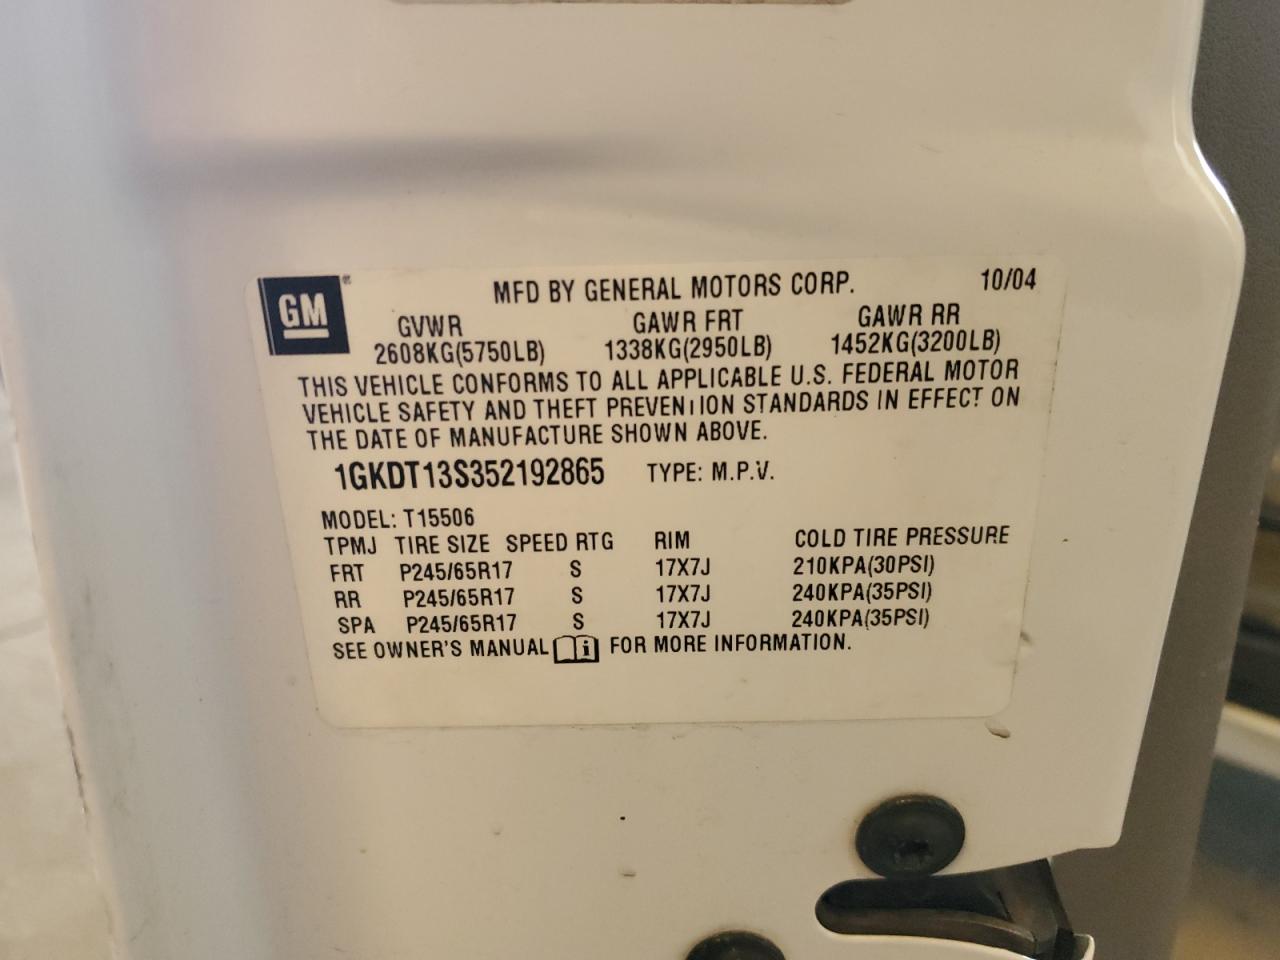 GM
®
MFD BY GENERAL MOTORS CORP. 10/04
GVWR GAWR FRT GAWR RR
2608KG(5750LB) 1338KG(2950LB) 1452KG(3200LB)
THIS VEHICLE CONFORMS TO ALL APPLICABLE U.S. FEDERAL MOTOR
VEHICLE SAFETY AND THEFT PREVENTION STANDARDS IN EFFECT ON
THE DATE OF MANUFACTURE SHOWN ABOVE.
1GKDT13S352192865 TYPE: M.P.V.
MODEL: T15506
TPMJ TIRE SIZE SPEED RTG RIM COLD TIRE PRESSURE
FRT P245/65R17 S 17X7J 210KPA(30PSI)
RR P245/65R17 S 17X7J 240KPA(35PSI)
SPA P245/65R17 S 17X7J 240KPA(35PSI)
SEE OWNER'S MANUAL i FOR MORE INFORMATION.